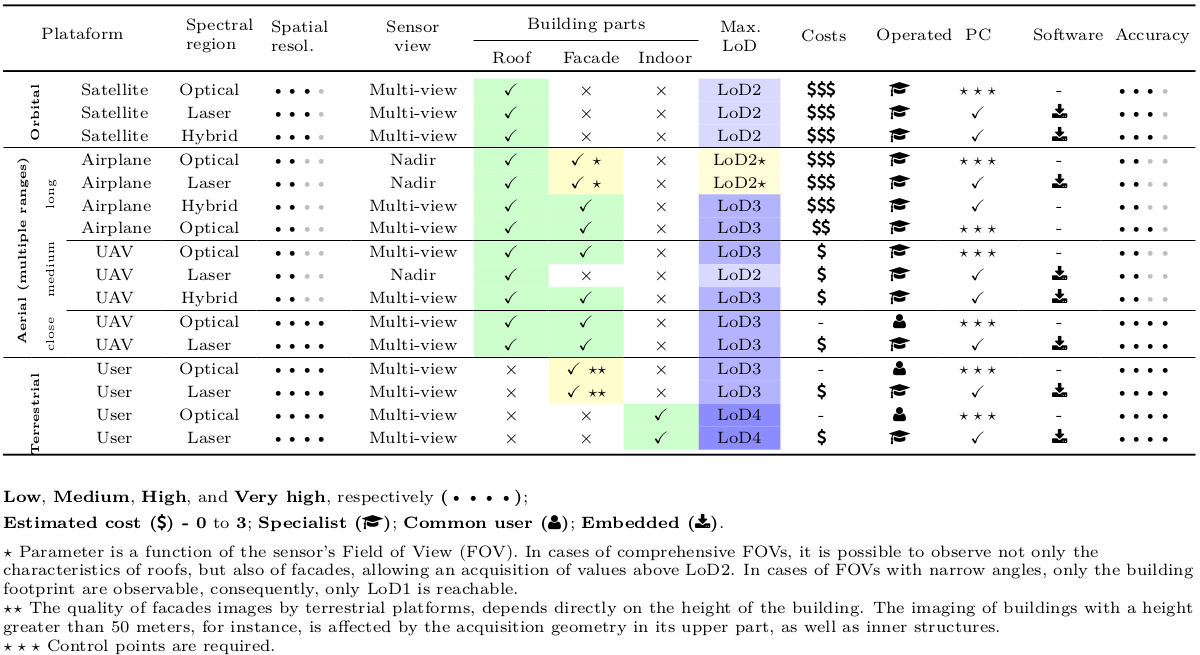 Plataform Spectral region Spatial resol. Sensor view Building parts Max. LoD Costs Operated PC Software Accuracy
Roof Facade Indoor
Orbital
Satellite Optical • • • • Multi-view ✓ × × LoD2 $$$ ⋆⋆⋆ - • • • •
Satellite Laser • • • • Multi-view ✓ × × LoD2 $$$ ✓ • • • •
Satellite Hybrid • • • • Multi-view ✓ × × LoD2 $$$ ✓ • • • •
Aerial (multiple ranges)
long
Airplane Optical • • • • Nadir ✓ ✓ ⋆ × LoD2⋆ $$$ ⋆⋆⋆ - • • • •
Airplane Laser • • • • Nadir ✓ ✓ ⋆ × LoD2⋆ $$$ ✓ • • • •
Airplane Hybrid • • • • Multi-view ✓ ✓ × LoD3 $$$ ✓ - • • • •
Airplane Optical • • • • Multi-view ✓ ✓ × LoD3 $$ ⋆⋆⋆ - • • • •
medium
UAV Optical • • • • Multi-view ✓ ✓ × LoD3 $ ⋆⋆⋆ - • • • •
UAV Laser • • • • Nadir ✓ × × LoD2 $ ✓ • • • •
UAV Hybrid • • • • Multi-view ✓ ✓ × LoD3 $ ✓ • • • •
close
UAV Optical • • • • Multi-view ✓ ✓ × LoD3 - ⋆⋆⋆ - • • • •
UAV Laser • • • • Multi-view ✓ ✓ × LoD3 $ ✓ • • • •
Terrestrial
User Optical • • • • Multi-view × ✓ ⋆⋆ × LoD3 - ⋆⋆⋆ - • • • •
User Laser • • • • Multi-view × ✓ ⋆⋆ × LoD3 $ ✓ • • • •
User Optical • • • • Multi-view × × ✓ LoD4 - ⋆⋆⋆ - • • • •
User Laser • • • • Multi-view × × ✓ LoD4 $ ✓ • • • •
Low, Medium, High, and Very high, respectively (• • • •);
Estimated cost ($) - 0 to 3; Specialist (); Common user (); Embedded ().
⋆ Parameter is a function of the sensor's Field of View (FOV). In cases of comprehensive FOVs, it is possible to observe not only the
characteristics of roofs, but also of facades, allowing an acquisition of values above LoD2. In cases of FOVs with narrow angles, only the building
footprint are observable, consequently, only LoD1 is reachable.
⋆⋆ The quality of facades images by terrestrial platforms, depends directly on the height of the building. The imaging of buildings with a height
greater than 50 meters, for instance, is affected by the acquisition geometry in its upper part, as well as inner structures.
⋆ ⋆ ⋆ Control points are required.